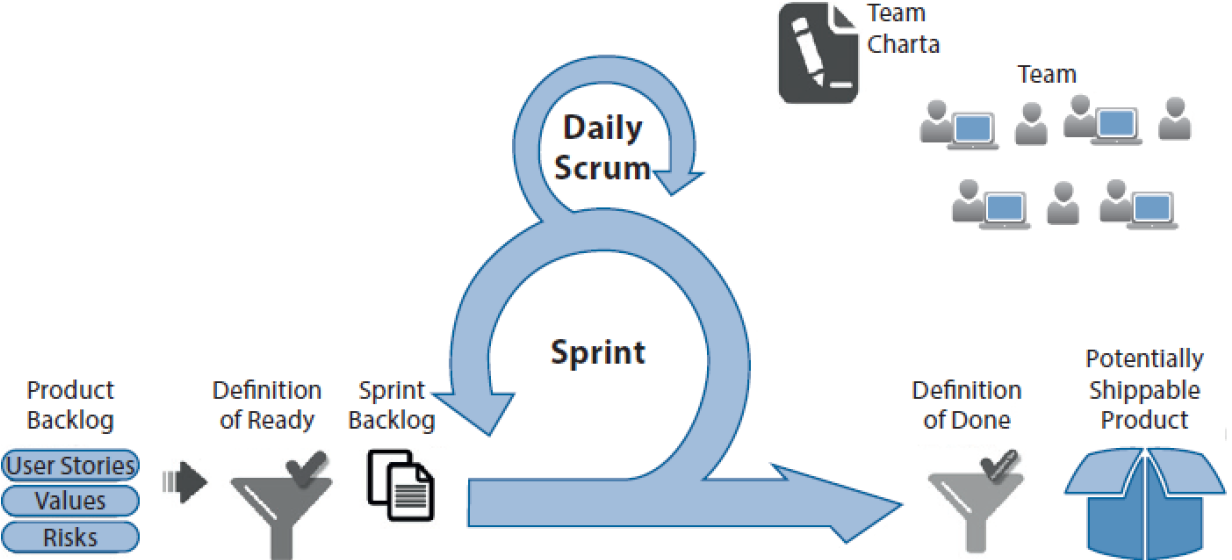 Team
Charta
Team
Daily
Scrum
Sprint
Product
Backlog
User Stories
Values
Risks
Definition
of Ready
Sprint
Backlog
Definition
of Done
Potentially
Shippable
Product